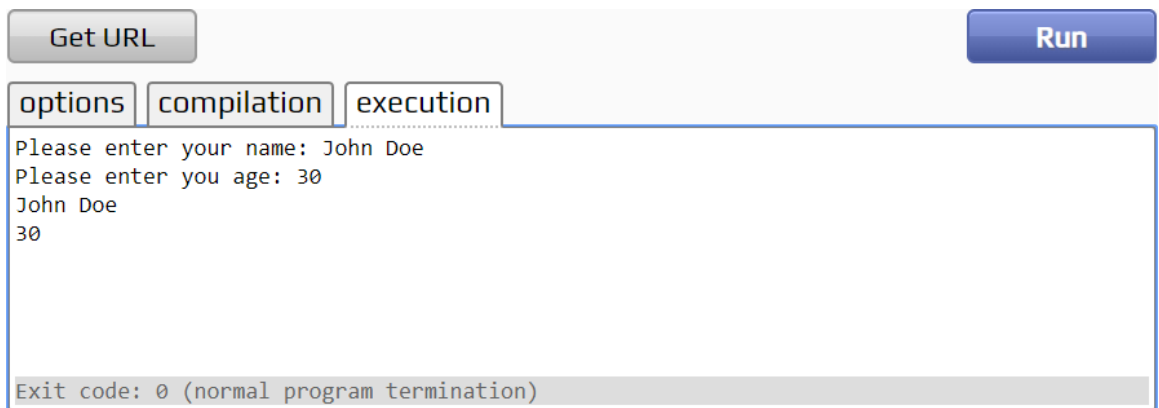 Get URL
Run
options compilation execution
Please enter your name: John Doe
Please enter you age: 30
John Doe
30
Exit code: 0 (normal program termination)